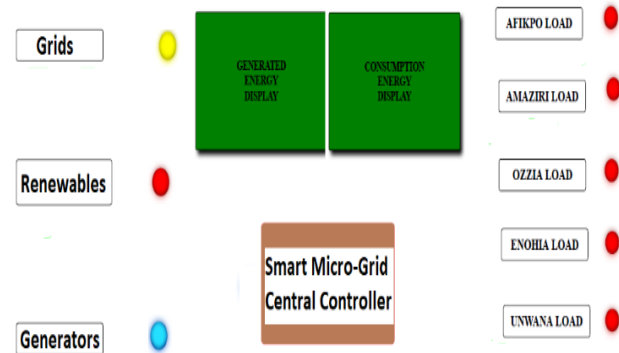 Grids
Renewables
Generators
GENERATED
ENERGY
DISPLAY
CONSUMPTION
ENERGY
DISPLAY
Smart Micro-Grid
Central Controller
AFIKPO LOAD
AMAZIRI LOAD
OZZIA LOAD
ENOHIA LOAD
UNWANA LOAD